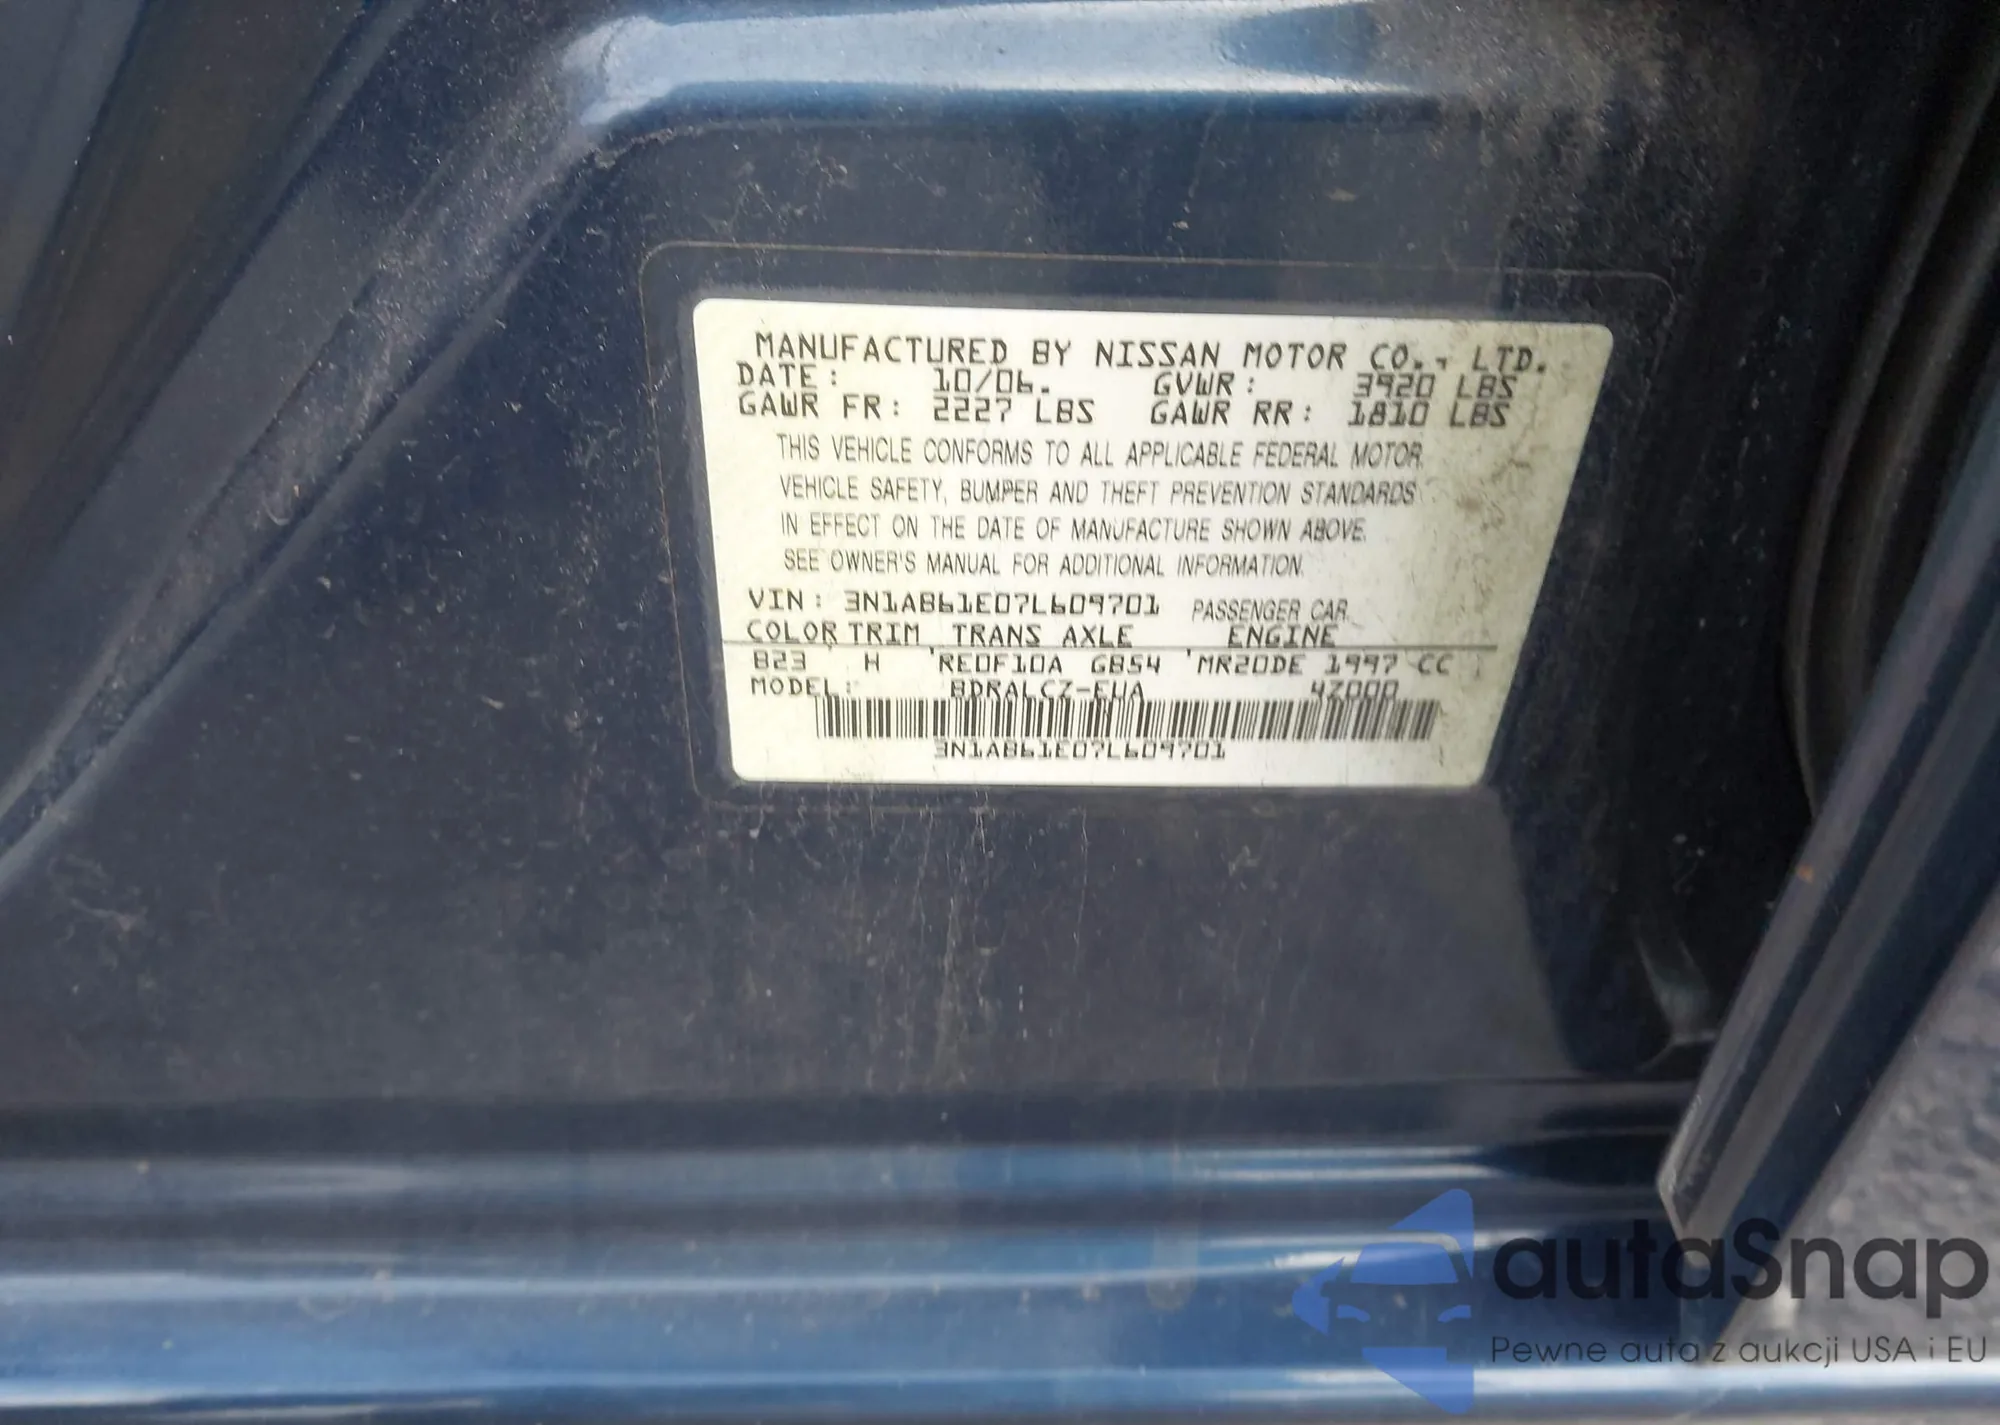 MANUFACTURED BY NISSAN MOTOR CO., LTD.
DATE: 10/06. GVWR: 3920 LBS
GAWR FR: 2227 LBS GAWR RR: 1810 LBS
THIS VEHICLE CONFORMS TO ALL APPLICABLE FEDERAL MOTOR
VEHICLE SAFETY, BUMPER AND THEFT PREVENTION STANDARDS
IN EFFECT ON THE DATE OF MANUFACTURE SHOWN ABOVE.
SEE OWNER'S MANUAL FOR ADDITIONAL INFORMATION.
VIN: 3N1AB61E07L609701 PASSENGER CAR
COLOR TRIM TRANS AXLE ENGINE
B23 H RE0F10A GB54 MR20DE 1997 CC
MODEL: BDRALCZ-EUA 4Z000
3N1AB61E07L609701
autaSnap
Pewne auta z aukcji USA i EU